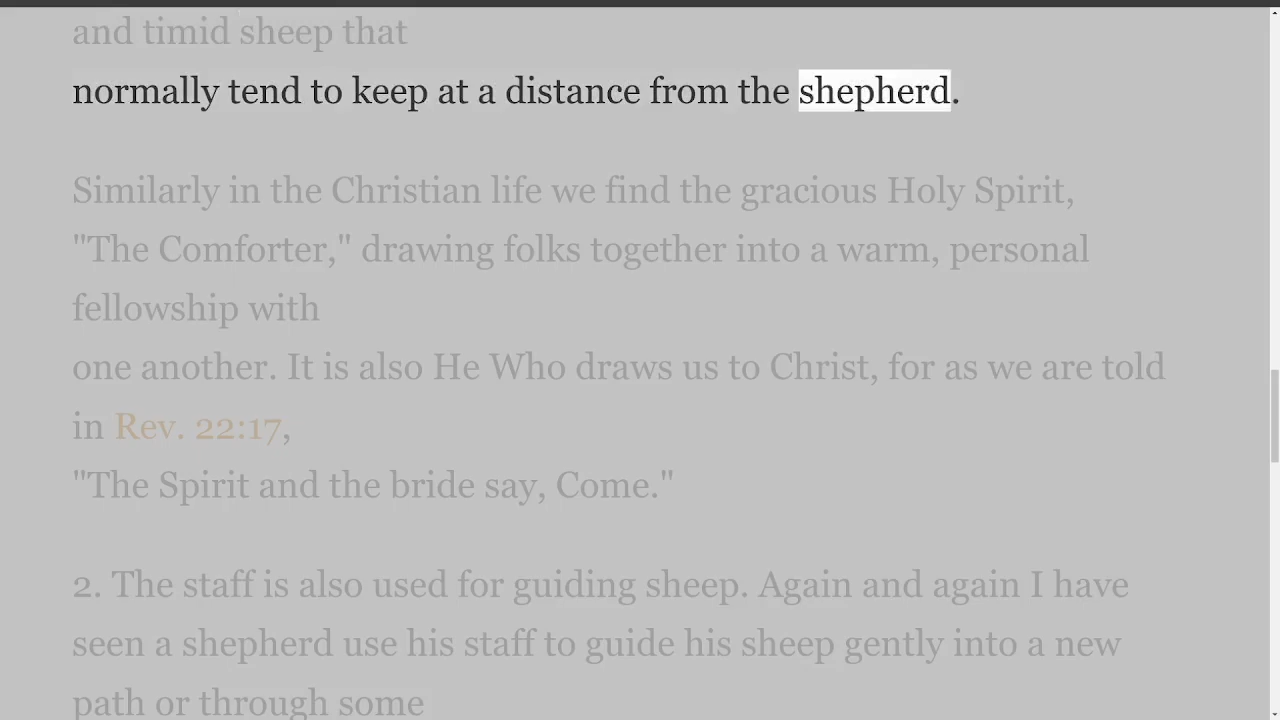 and timid sheep that
normally tend to keep at a distance from the shepherd.
Similarly in the Christian life we find the gracious Holy Spirit,
"The Comforter," drawing folks together into a warm, personal
fellowship with
one another. It is also He Who draws us to Christ, for as we are told
in Rev. 22:17,
"The Spirit and the bride say, Come."
2. The staff is also used for guiding sheep. Again and again I have
seen a shepherd use his staff to guide his sheep gently into a new
path or through some